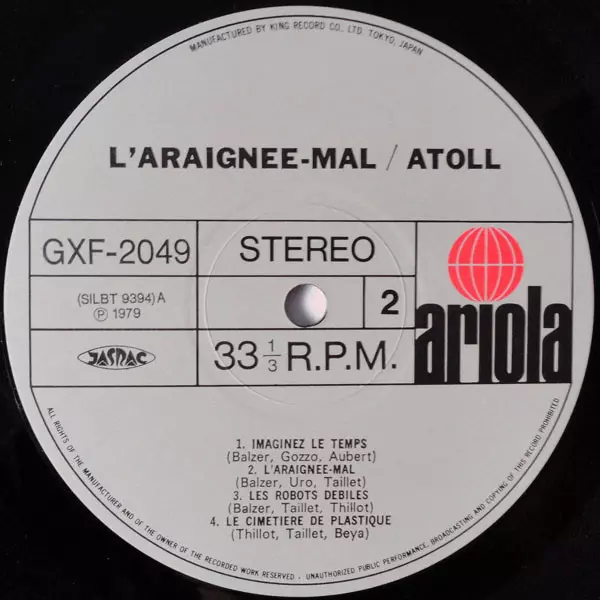 MANUFACTURED BY KING RECORD CO., LTD. TOKYO, JAPAN
L'ARAIGNEE-MAL / ATOLL
GXF-2049
STEREO
(SILBT 9394) A
Ⓟ 1979
2
ariola
JASRAC
33 1/3 R.P.M.
1. IMAGINEZ LE TEMPS
(Balzer, Gozzo, Aubert)
2. L'ARAIGNEE-MAL
(Balzer, Uro, Taillet)
3. LES ROBOTS DEBILES
(Balzer, Taillet, Thillot)
4. LE CIMETIERE DE PLASTIQUE
(Thillot, Taillet, Beya)
ALL RIGHTS OF THE MANUFACTURER AND OF THE OWNER OF THE RECORDED WORK RESERVED · UNAUTHORIZED PUBLIC PERFORMANCE, BROADCASTING AND COPYING OF THIS RECORD PROHIBITED